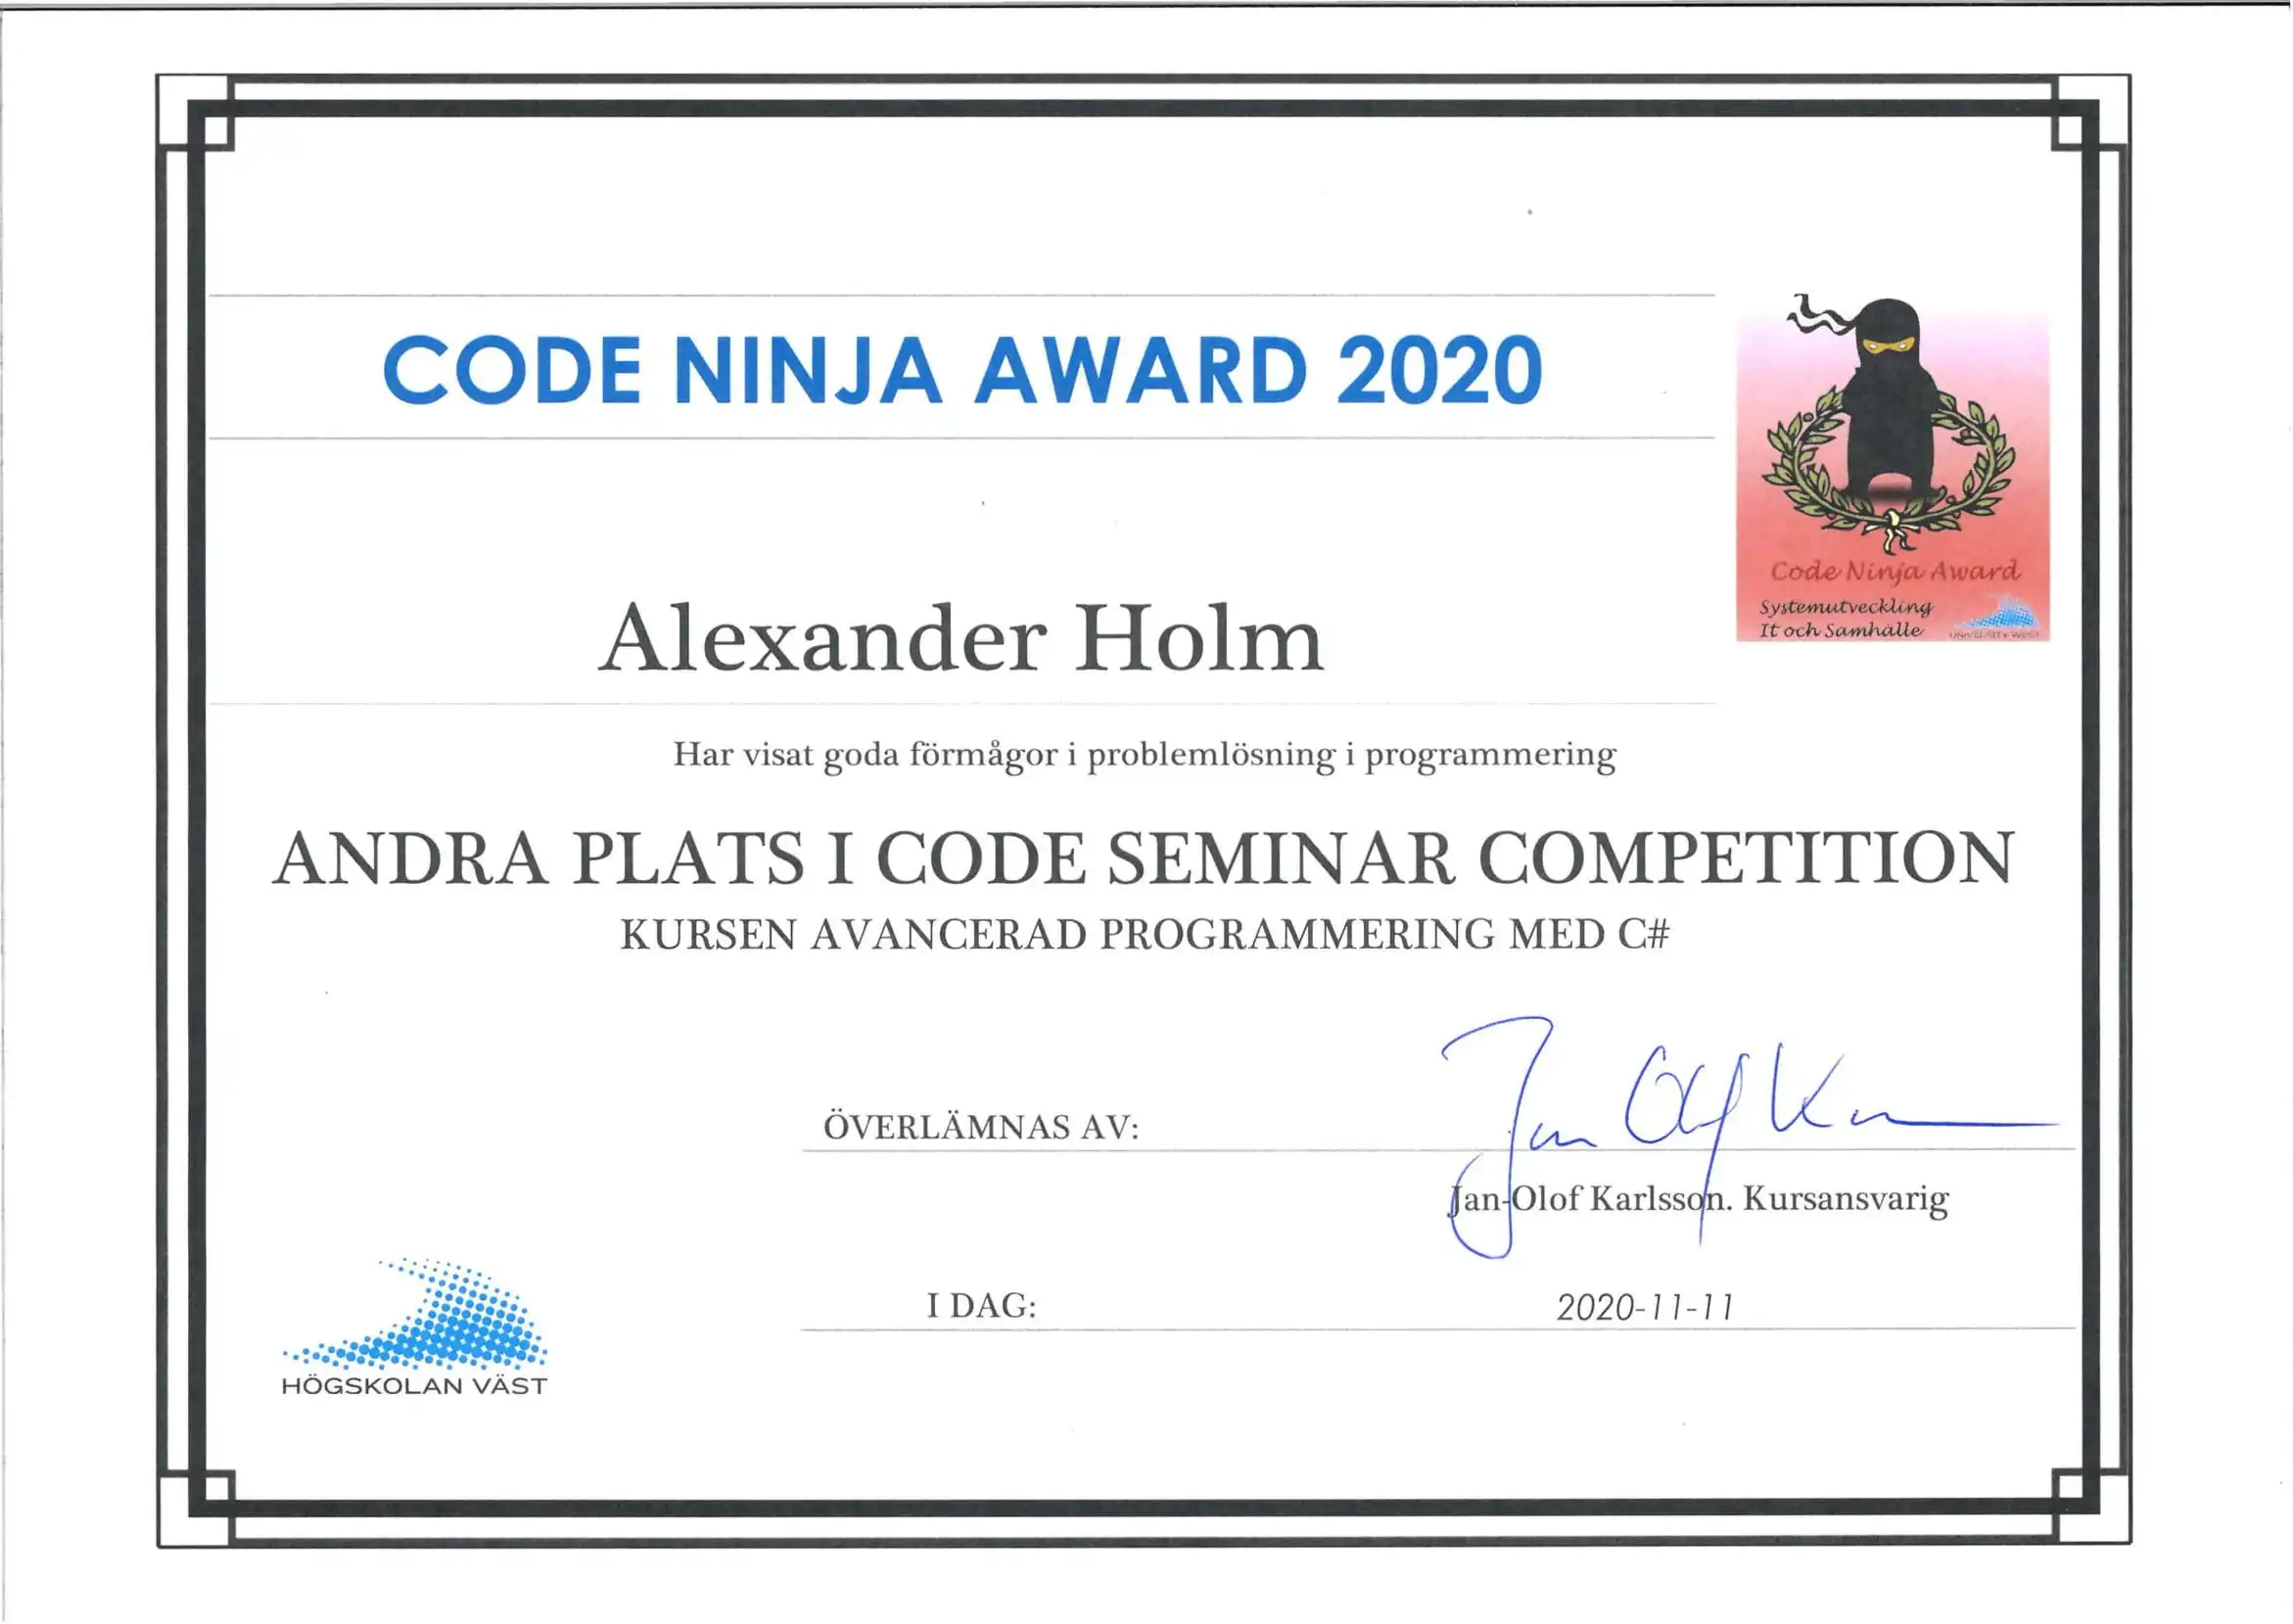 CODE NINJA AWARD 2020
Code Ninja Award
Systemutveckling
It och Samhälle
UNIVERSITY WEST
Alexander Holm
Har visat goda förmågor i problemlösning i programmering
ANDRA PLATS I CODE SEMINAR COMPETITION
KURSEN AVANCERAD PROGRAMMERING MED C#
ÖVERLÄMNAS AV:
Jan Olof K
Jan-Olof Karlsson. Kursansvarig
I DAG:
2020-11-11
HÖGSKOLAN VÄST